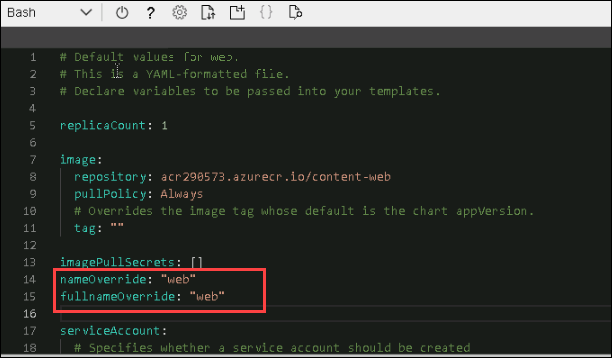 Bash
?
{}
1 # Default values for web.
2 # This is a YAML-formatted file.
3 # Declare variables to be passed into your templates.
4
5 replicaCount: 1
6
7 image:
8   repository: acr290573.azurecr.io/content-web
9   pullPolicy: Always
10   # Overrides the image tag whose default is the chart appVersion.
11   tag: ""
12
13 imagePullSecrets: []
14 nameOverride: "web"
15 fullnameOverride: "web"
16
17 serviceAccount:
18   # Specifies whether a service account should be created